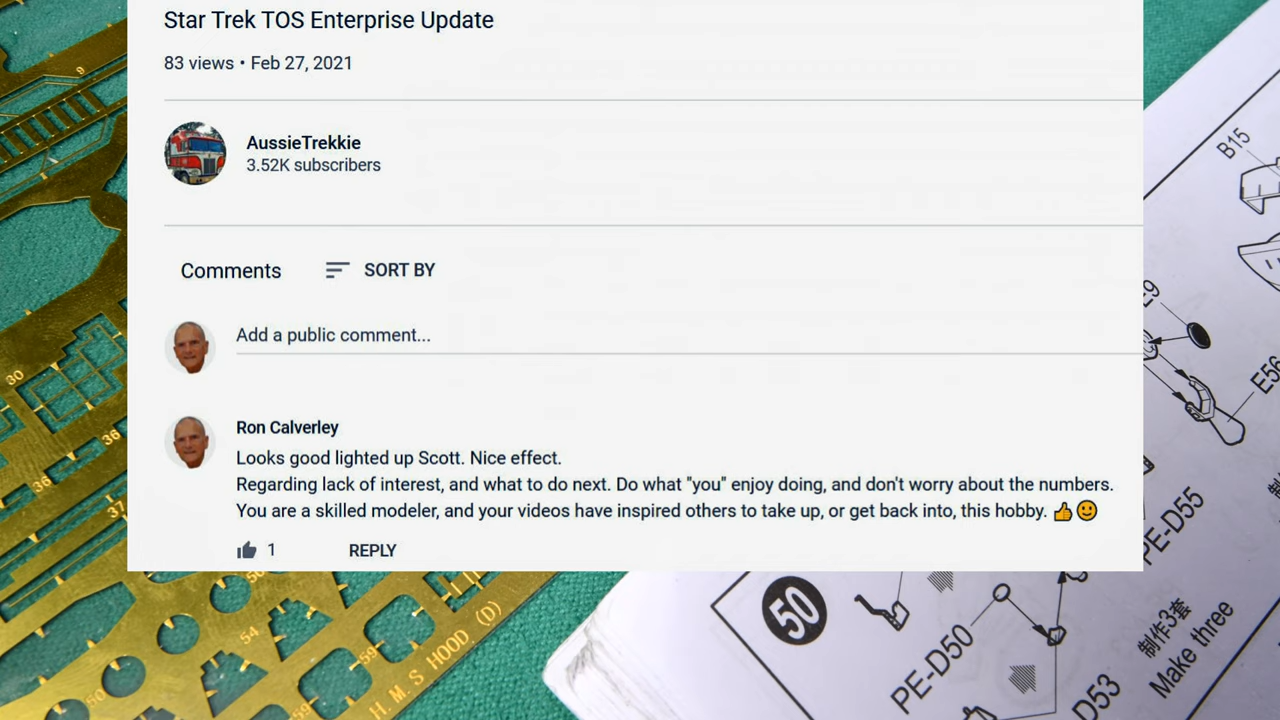 Star Trek TOS Enterprise Update
83 views • Feb 27, 2021
AussieTrekkie
3.52K subscribers
Comments
SORT BY
Add a public comment...
Ron Calverley
Looks good lighted up Scott. Nice effect.
Regarding lack of interest, and what to do next. Do what "you" enjoy doing, and don't worry about the numbers.
You are a skilled modeler, and your videos have inspired others to take up, or get back into, this hobby. 👍🙂
1
REPLY
9
30
36
36
37
50
54
59
59
50
H. M. S HOOD (D)
B15
E9
E56
PE-D55
50
PE-D50
制作3套
Make three
D53